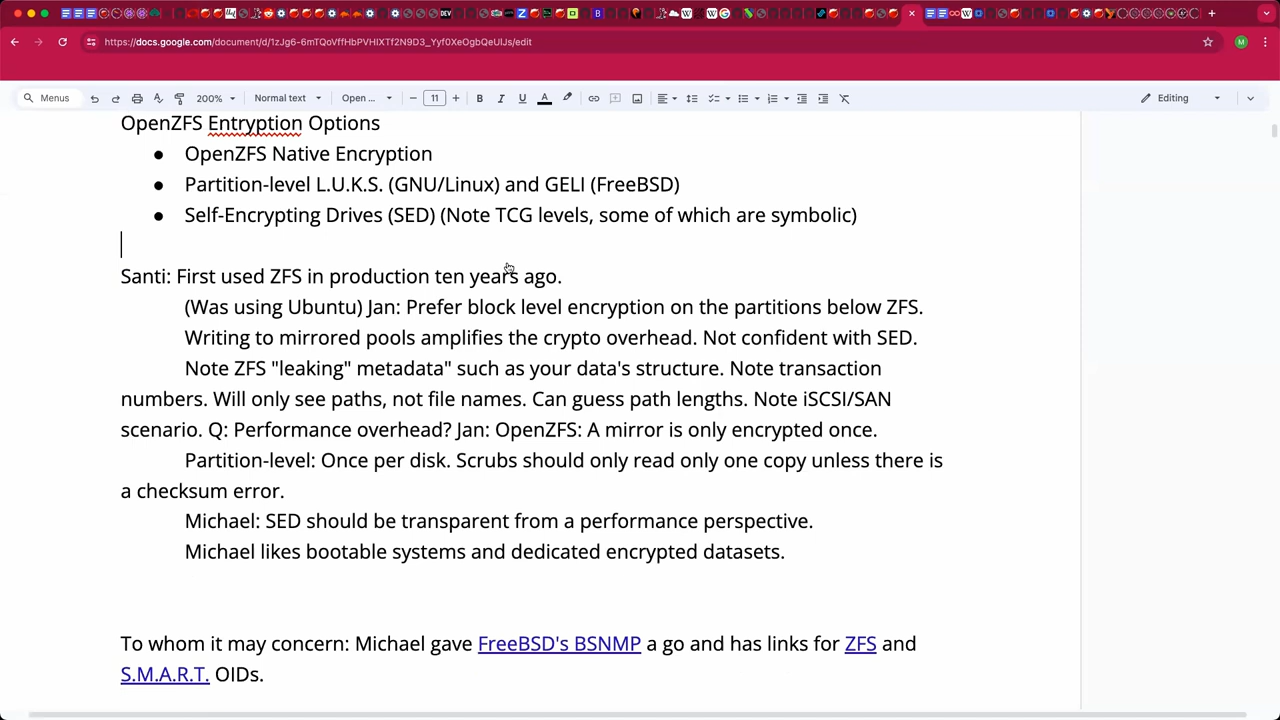 https://docs.google.com/document/d/1zJg6-6mTQoVffHbPVHIXTf2N9D3_Yyf0XeOgbQeUIJs/edit
M
Menus
200%
Normal text
Open ...
11
Editing
OpenZFS Entryption Options
● OpenZFS Native Encryption
● Partition-level L.U.K.S. (GNU/Linux) and GELI (FreeBSD)
● Self-Encrypting Drives (SED) (Note TCG levels, some of which are symbolic)
Santi: First used ZFS in production ten years ago.
(Was using Ubuntu) Jan: Prefer block level encryption on the partitions below ZFS.
Writing to mirrored pools amplifies the crypto overhead. Not confident with SED.
Note ZFS "leaking" metadata" such as your data's structure. Note transaction
numbers. Will only see paths, not file names. Can guess path lengths. Note iSCSI/SAN
scenario. Q: Performance overhead? Jan: OpenZFS: A mirror is only encrypted once.
Partition-level: Once per disk. Scrubs should only read only one copy unless there is
a checksum error.
Michael: SED should be transparent from a performance perspective.
Michael likes bootable systems and dedicated encrypted datasets.
To whom it may concern: Michael gave FreeBSD's BSNMP a go and has links for ZFS and
S.M.A.R.T. OIDs.